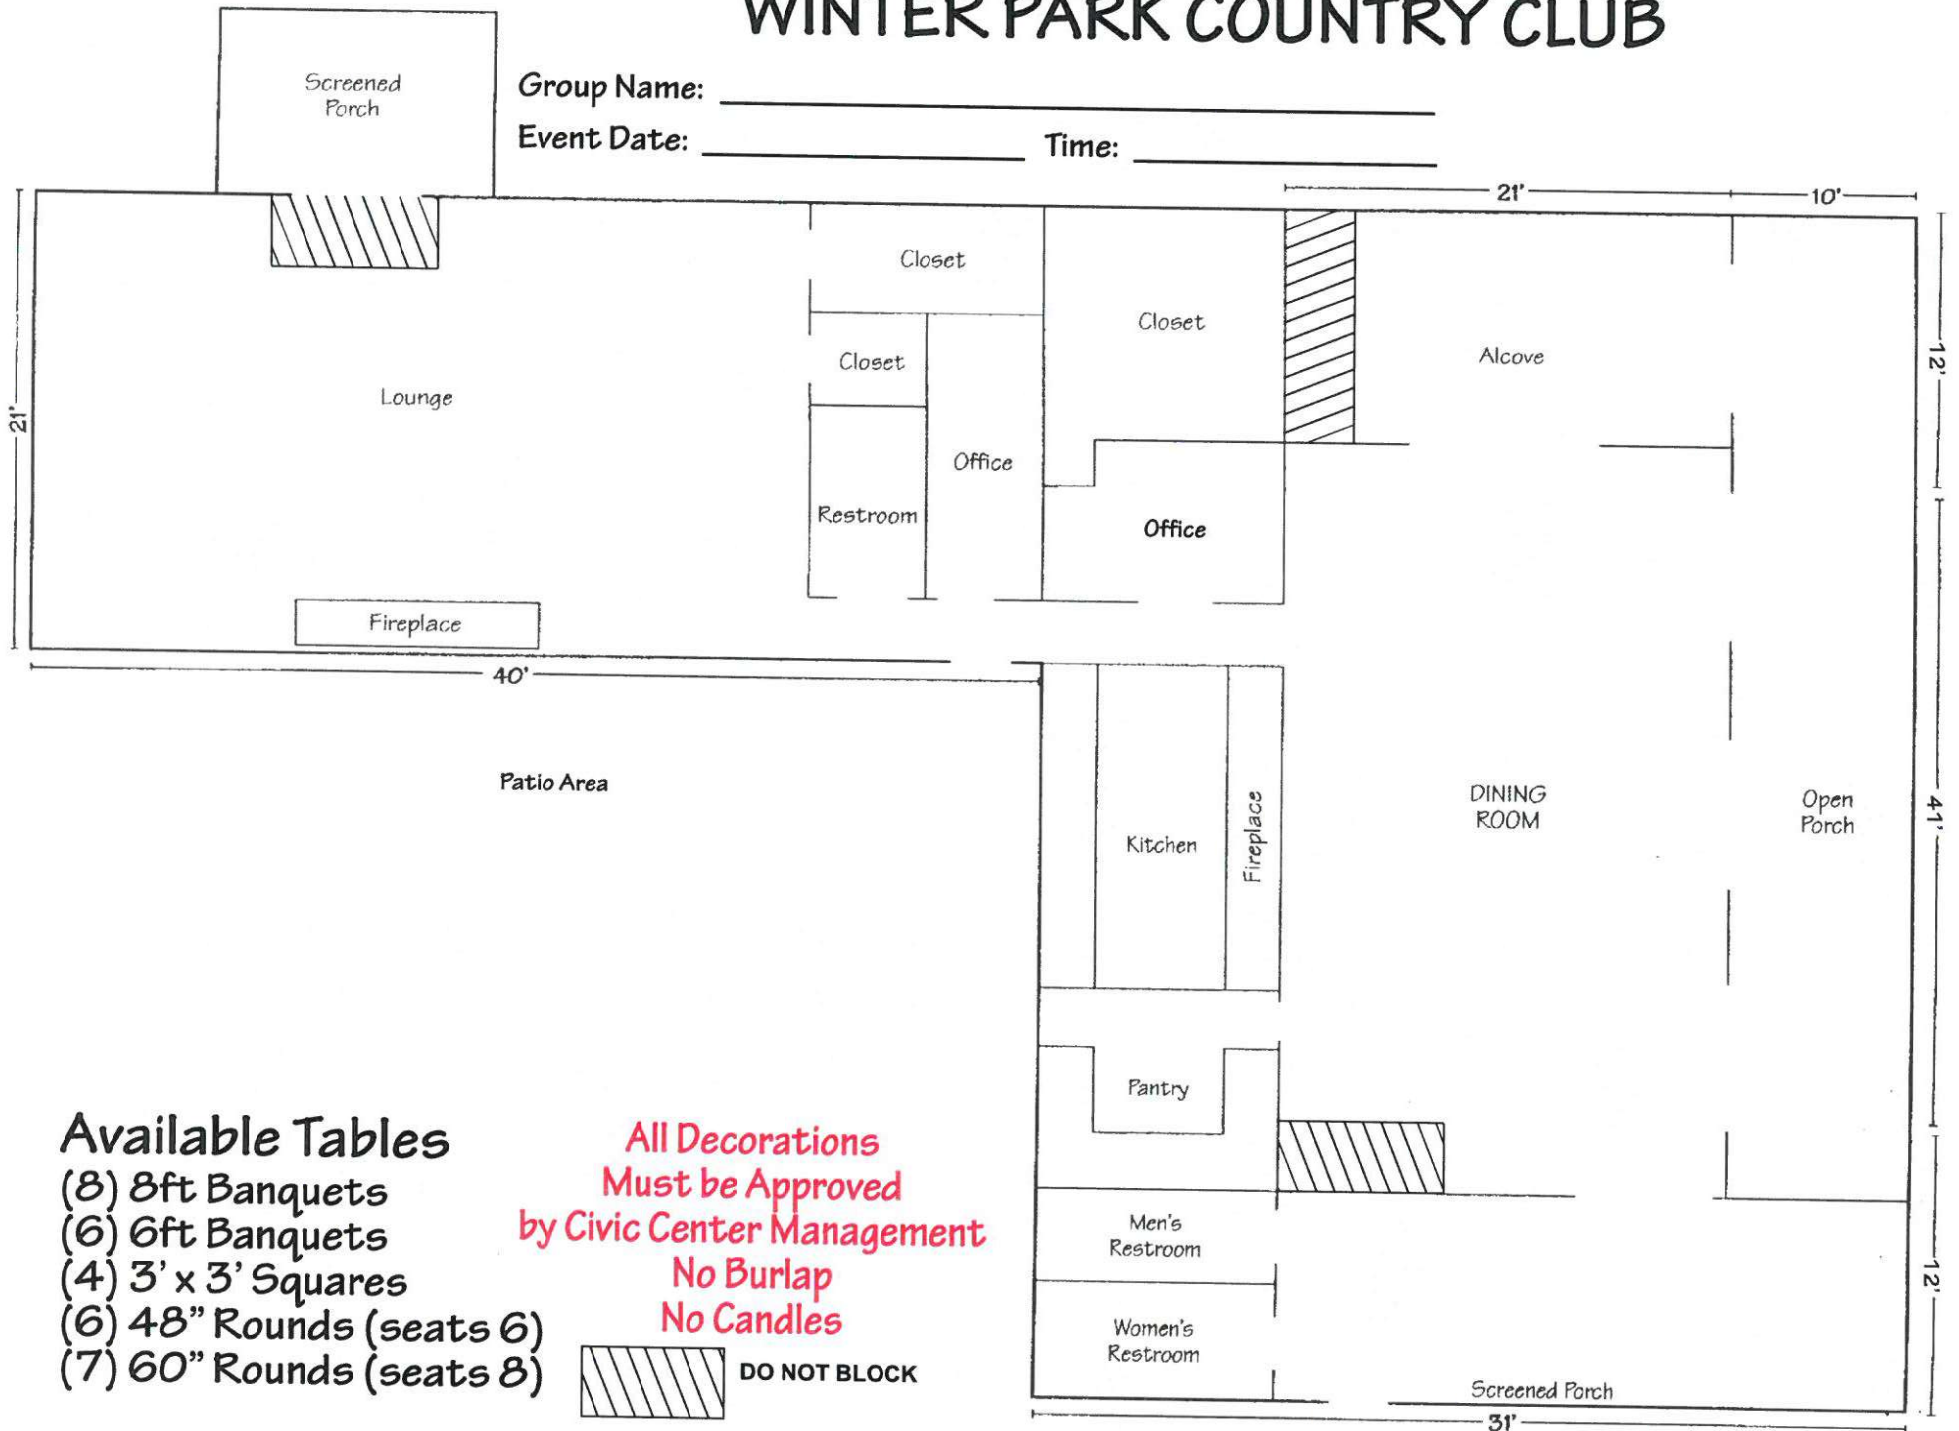 WINTER PARK COUNTRY CLUB
Screened
Porch
Group Name:
Event Date:
Time:
21'
10'
Closet
Closet
Closet
Alcove
12'
Lounge
21'
Office
Restroom
Office
Fireplace
40'
Patio Area
DINING
ROOM
Open
Porch
41'
Kitchen
Fireplace
Pantry
Available Tables
(8) 8ft Banquets
(6) 6ft Banquets
(4) 3' x 3' Squares
(6) 48" Rounds (seats 6)
(7) 60" Rounds (seats 8)
All Decorations
Must be Approved
by Civic Center Management
No Burlap
No Candles
DO NOT BLOCK
Men's
Restroom
Women's
Restroom
12'
Screened Porch
31'